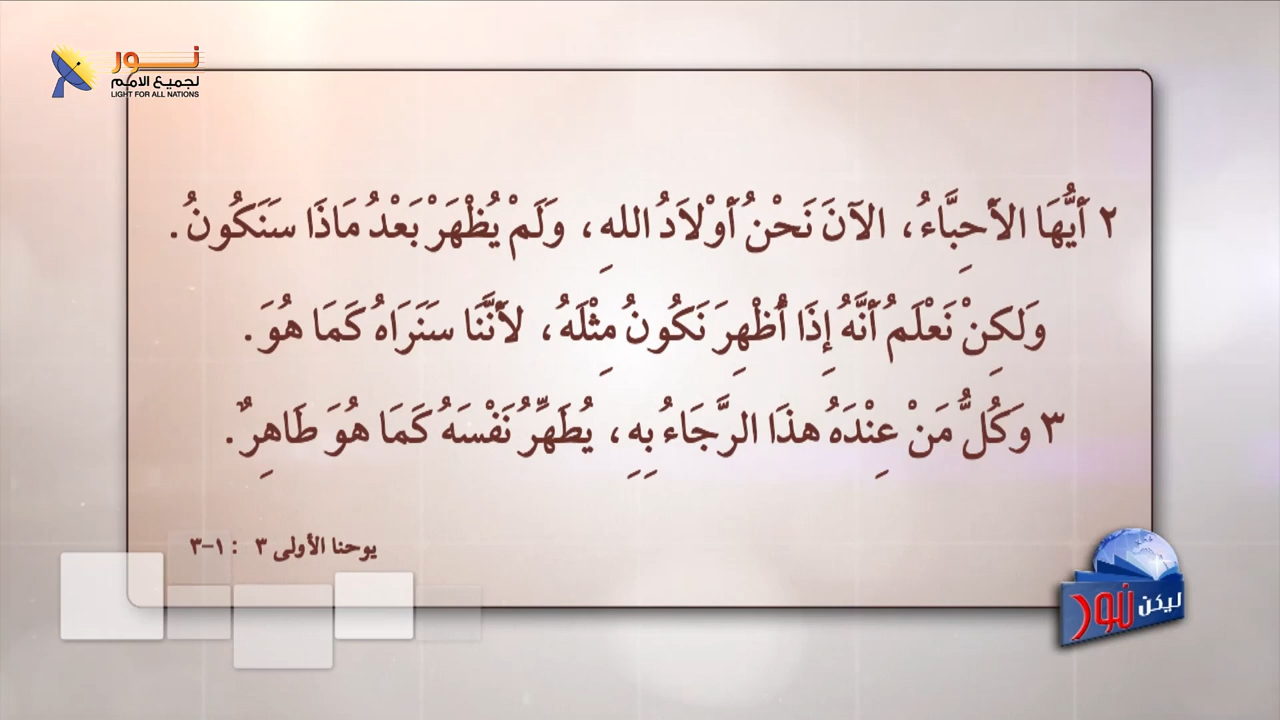 نور
لجميع الامم
LIGHT FOR ALL NATIONS
٢ أَيُّهَا الأَحِبَّاءُ، الآنَ نَحْنُ أَوْلاَدُ اللهِ، وَلَمْ يُظْهَرْ بَعْدُ مَاذَا سَنَكُونُ.
وَلكِنْ نَعْلَمُ أَنَّهُ إِذَا أُظْهِرَ نَكُونُ مِثْلَهُ، لأَنَّنَا سَنَرَاهُ كَمَا هُوَ.
٣ وَكُلُّ مَنْ عِنْدَهُ هذَا الرَّجَاءُ بِهِ، يُطَهِّرُ نَفْسَهُ كَمَا هُوَ طَاهِرٌ.
يوحنا الأولى ٣ : ١-٣
ليكن نور